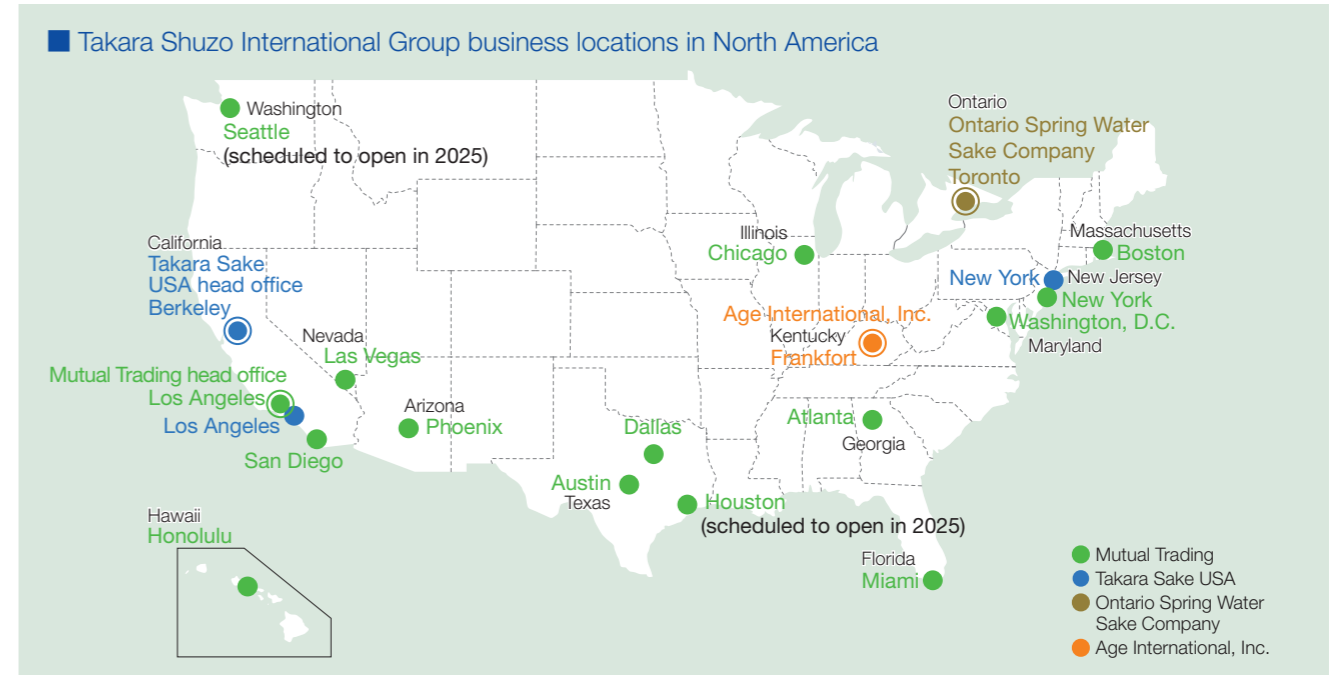 Takara Shuzo International Group business locations in North America
Washington
Seattle
(scheduled to open in 2025)
Ontario
Ontario Spring Water
Sake Company
Toronto
California
Takara Sake
USA head office
Berkeley
Illinois
Chicago
Massachusetts
Boston
New York
New Jersey
New York
Washington, D.C.
Maryland
Age International, Inc.
Kentucky
Frankfort
Nevada
Las Vegas
Mutual Trading head office
Los Angeles
Los Angeles
San Diego
Arizona
Phoenix
Dallas
Austin
Texas
Houston
(scheduled to open in 2025)
Atlanta
Georgia
Hawaii
Honolulu
Florida
Miami
Mutual Trading
Takara Sake USA
Ontario Spring Water
Sake Company
Age International, Inc.